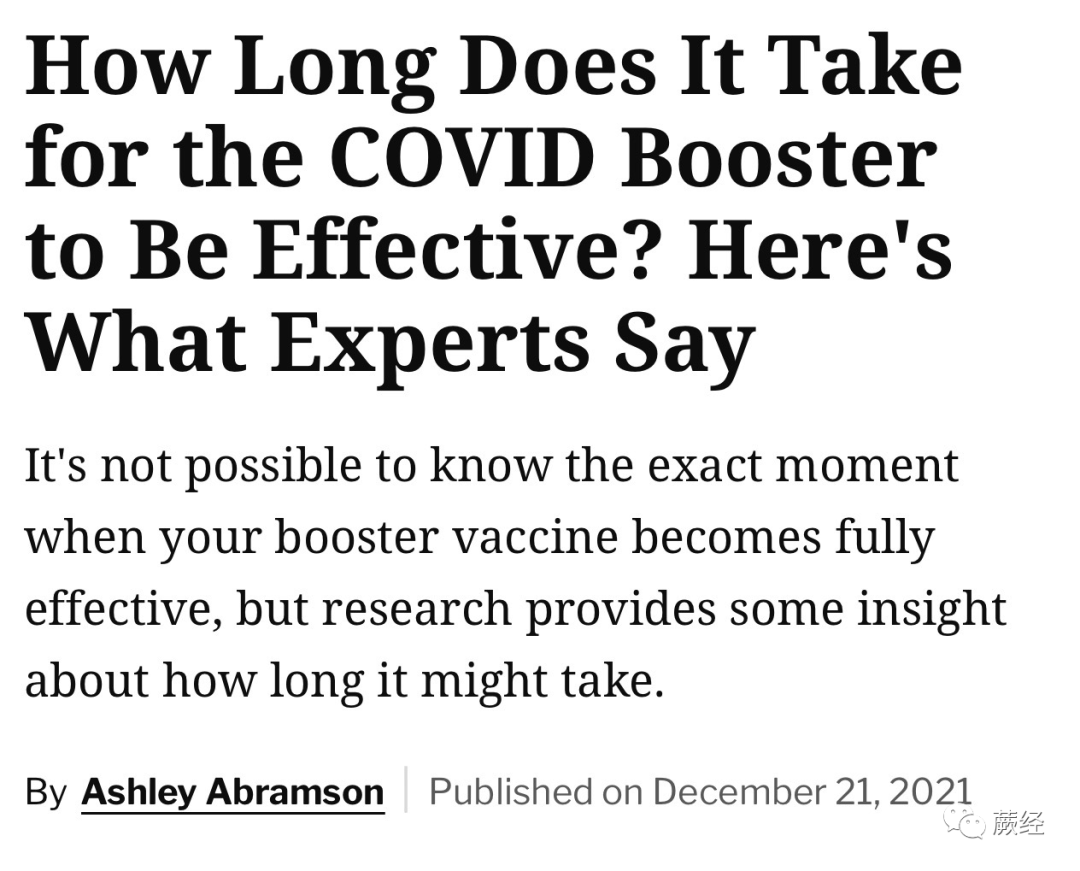 How Long Does It Take
for the COVID Booster
to Be Effective? Here's
What Experts Say
It's not possible to know the exact moment
when your booster vaccine becomes fully
effective, but research provides some insight
about how long it might take.
By Ashley Abramson Published on December 21, 2021
蕨经